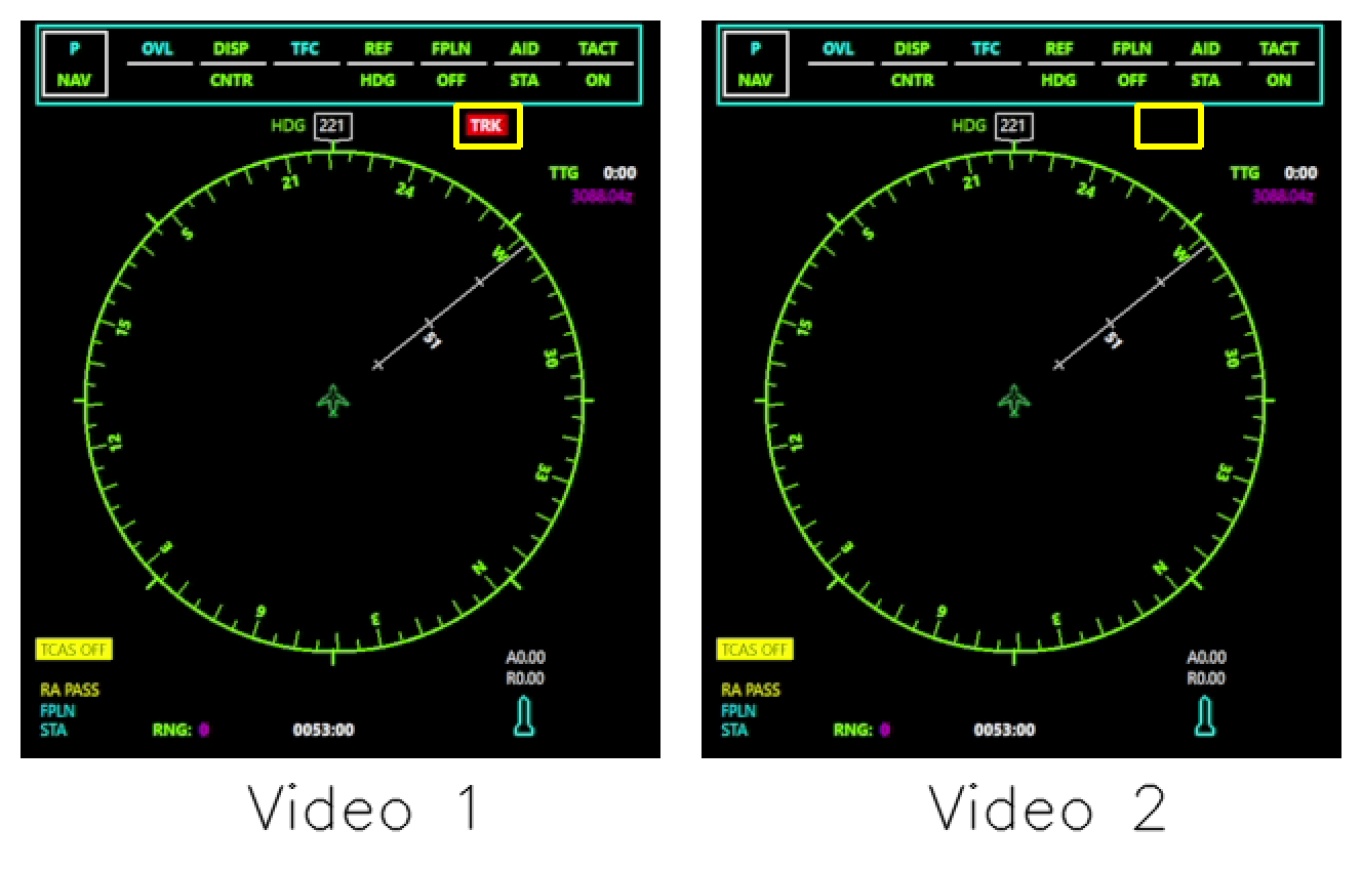 P OVL DISP TFC REF FPLN AID TACT
NAV CNTR HDG OFF STA ON
HDG 221 TRK
TTG 0:00
3088.04z
21
24
S
W
15
S1
30
12
33
E
N
6
3
TCAS OFF
A0.00
R0.00
RA PASS
FPLN
STA RNG: 0 0053:00
Video 1
P OVL DISP TFC REF FPLN AID TACT
NAV CNTR HDG OFF STA ON
HDG 221
TTG 0:00
3088.04z
21
24
S
W
15
S1
30
12
33
E
N
6
3
TCAS OFF
A0.00
R0.00
RA PASS
FPLN
STA RNG: 0 0053:00
Video 2